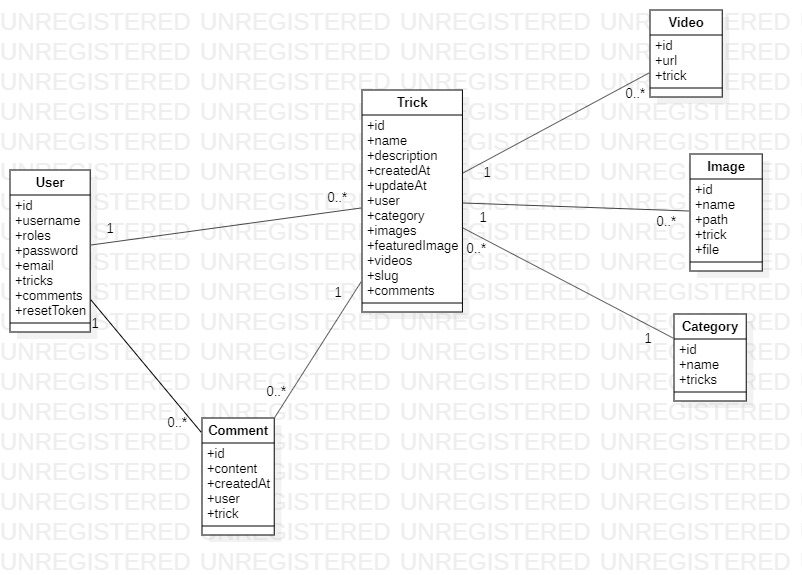 Video
+id
+url
+trick
0..*
Trick
+id
+name
+description
+createdAt
+updateAt
+user
+category
+images
+featuredImage
+videos
+slug
+comments
1
Image
+id
+name
+path
+trick
+file
1
0..*
User
+id
+username
+roles
+password
+email
+tricks
+comments
+resetToken
1
0..*
0..*
1
Category
+id
+name
+tricks
1
0..*
1
0..*
Comment
+id
+content
+createdAt
+user
+trick
UNREGISTERED UNREGISTERED UNREGISTERED UNREGISTERED